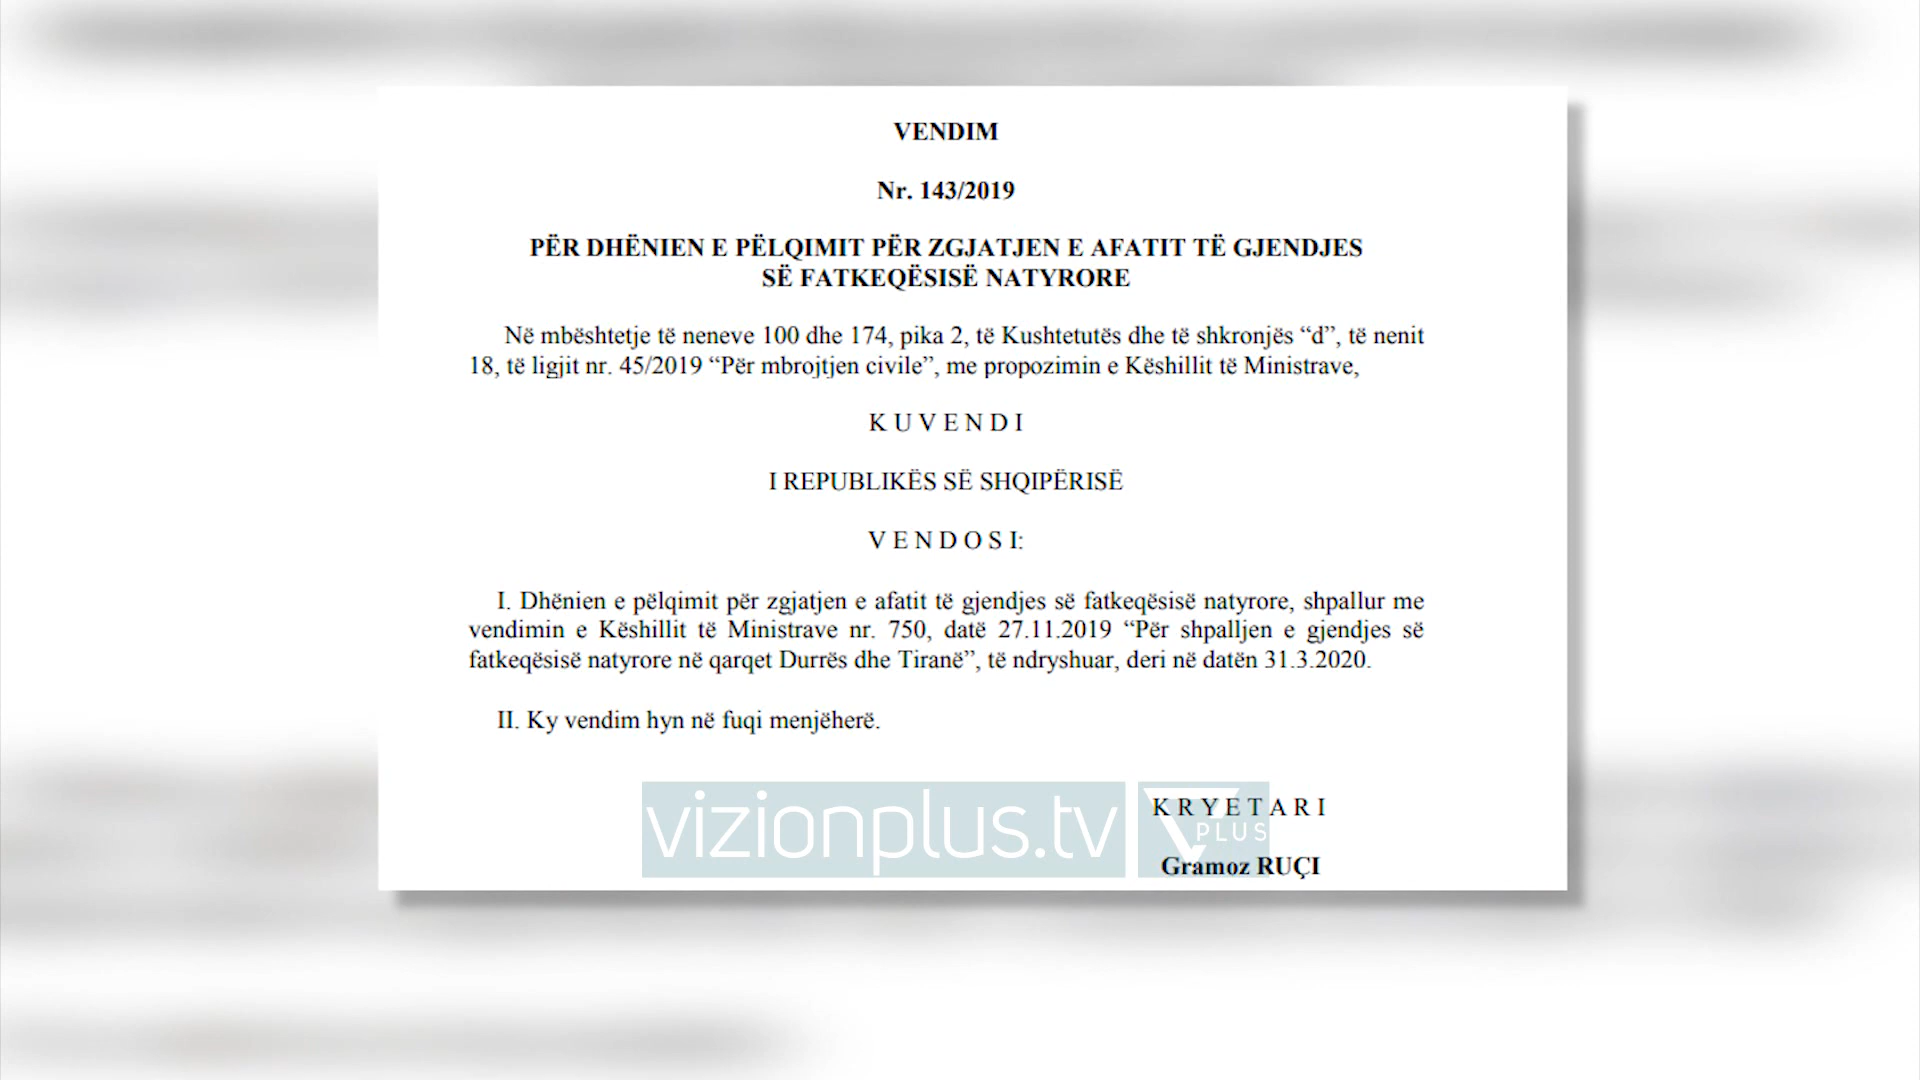 VENDIM
Nr. 143/2019
PËR DHËNIEN E PËLQIMIT PËR ZGJATJEN E AFATIT TË GJENDJES
SË FATKEQËSISË NATYRORE
Në mbështetje të neneve 100 dhe 174, pika 2, të Kushtetutës dhe të shkronjës “d”, të nenit
18, të ligjit nr. 45/2019 “Për mbrojtjen civile”, me propozimin e Këshillit të Ministrave,
K U V E N D I
I REPUBLIKËS SË SHQIPËRISË
V E N D O S I:
I. Dhënien e pëlqimit për zgjatjen e afatit të gjendjes së fatkeqësisë natyrore, shpallur me
vendimin e Këshillit të Ministrave nr. 750, datë 27.11.2019 “Për shpalljen e gjendjes së
fatkeqësisë natyrore në qarqet Durrës dhe Tiranë”, të ndryshuar, deri në datën 31.3.2020.
II. Ky vendim hyn në fuqi menjëherë.
K R Y E T A R I
vizionplus.tv
PLUS
Gramoz RUÇI